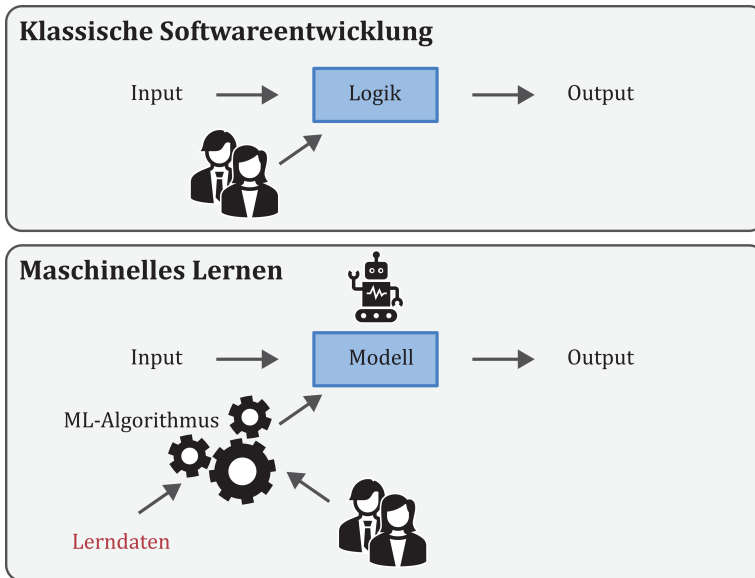 Klassische Softwareentwicklung
Input
Logik
Output
Maschinelles Lernen
Input
Modell
Output
ML-Algorithmus
Lerndaten